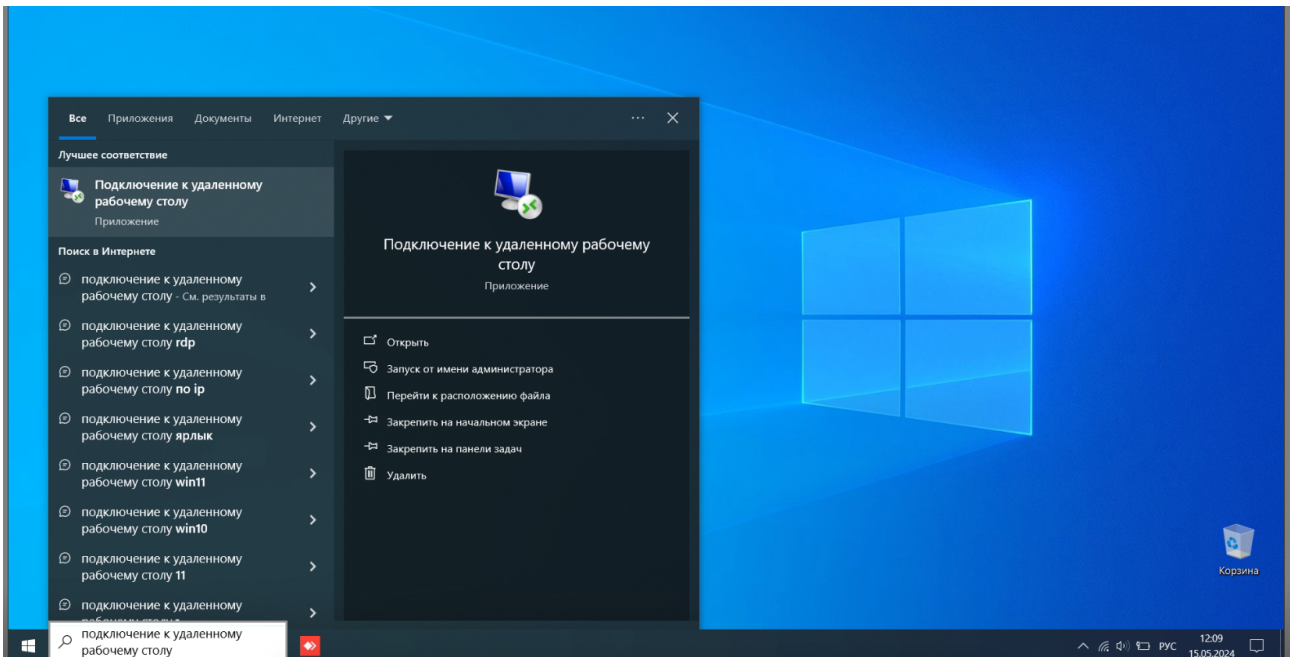 Все Приложения Документы Интернет Другие
Лучшее соответствие
Подключение к удаленному
рабочему столу
Приложение
Поиск в Интернете
подключение к удаленному
рабочему столу - См. результаты в
подключение к удаленному
рабочему столу rdp
подключение к удаленному
рабочему столу по ip
подключение к удаленному
рабочему столу ярлык
подключение к удаленному
рабочему столу win11
подключение к удаленному
рабочему столу win10
подключение к удаленному
рабочему столу 11
подключение к удаленному
Подключение к удаленному рабочему
столу
Приложение
Открыть
Запуск от имени администратора
Перейти к расположению файла
Закрепить на начальном экране
Закрепить на панели задач
Удалить
Корзина
подключение к удаленному
рабочему столу
РУС
12:09
15.05.2024